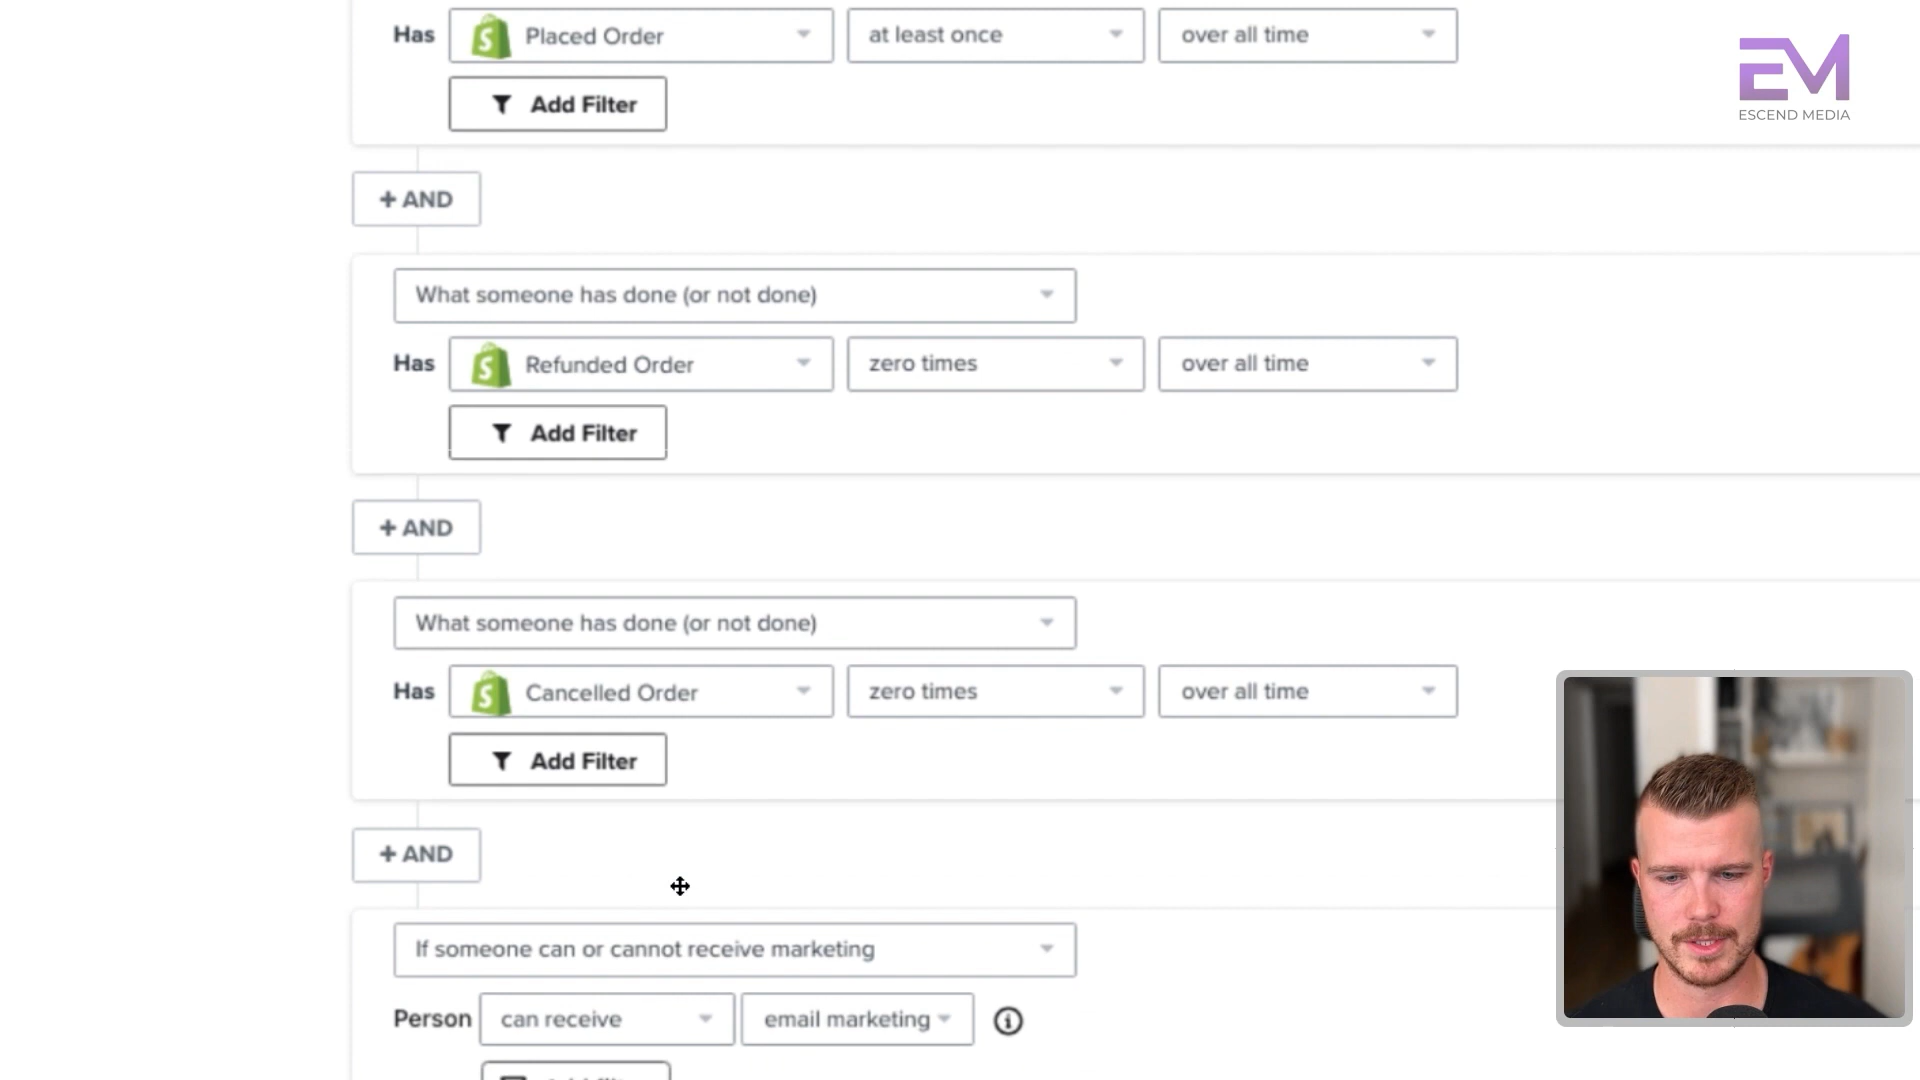 Has Placed Order at least once over all time
Add Filter
EM
ESCEND MEDIA
+ AND
What someone has done (or not done)
Has Refunded Order zero times over all time
Add Filter
+ AND
What someone has done (or not done)
Has Cancelled Order zero times over all time
Add Filter
+ AND
If someone can or cannot receive marketing
Person can receive email marketing